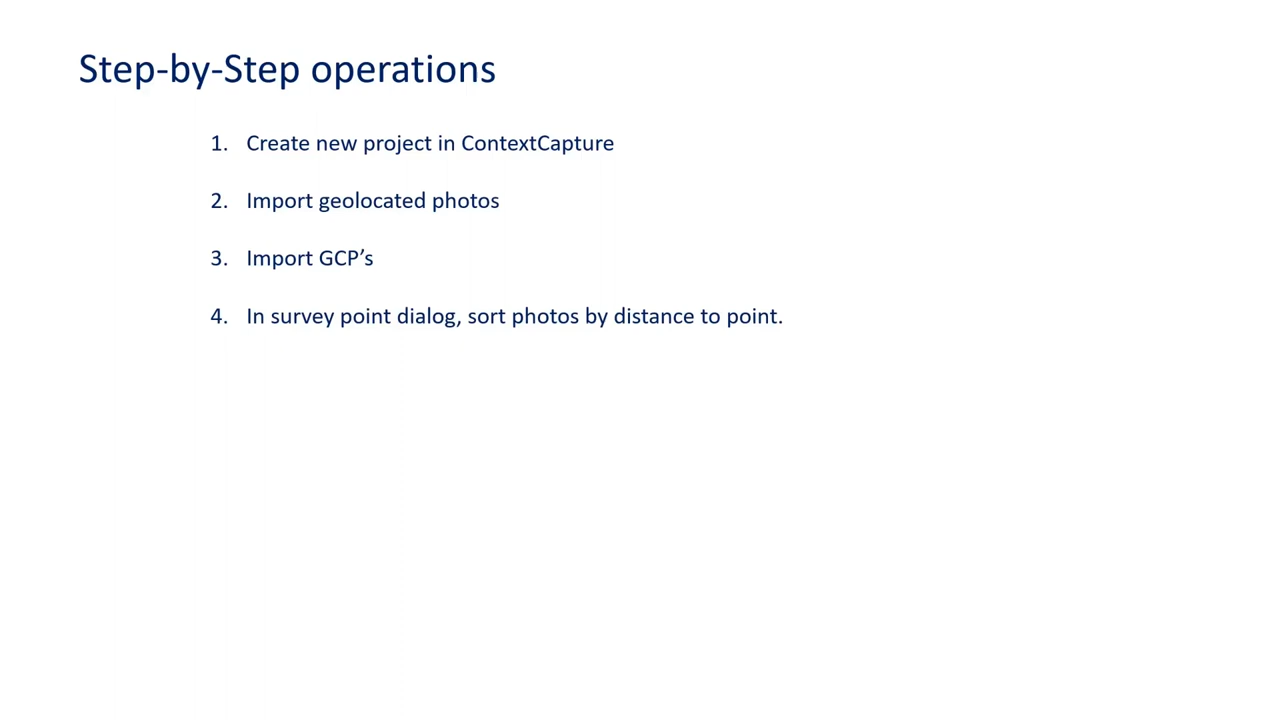 Step-by-Step operations
1. Create new project in ContextCapture
2. Import geolocated photos
3. Import GCP’s
4. In survey point dialog, sort photos by distance to point.